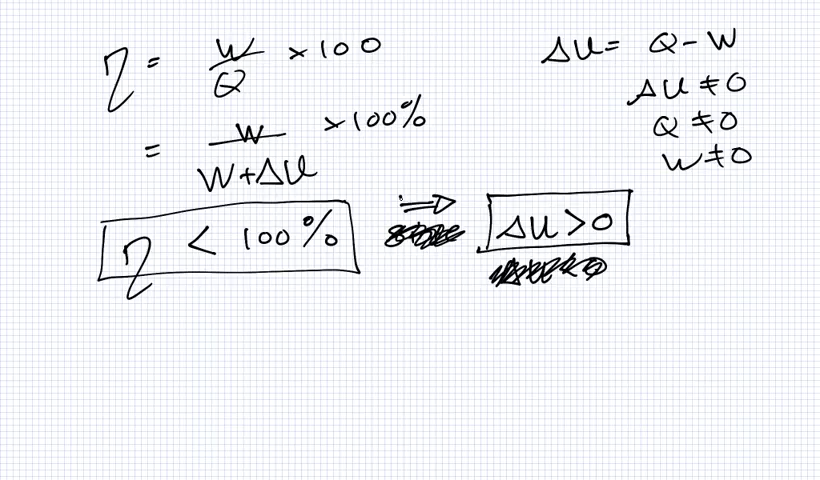 η = W/Q × 100
= W/(W+ΔU) × 100%
η < 100% ⇒ ΔU>0
ΔU = Q - W
ΔU ≠ 0
Q ≠ 0
W ≠ 0